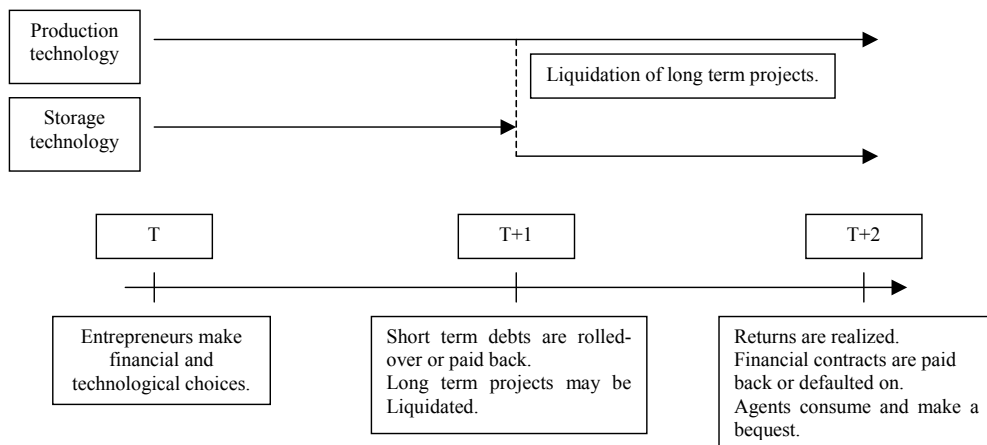 Production
technology
Liquidation of long term projects.
Storage
technology
T
T+1
T+2
Entrepreneurs make
financial and
technological choices.
Short term debts are rolled-
over or paid back.
Long term projects may be
Liquidated.
Returns are realized.
Financial contracts are paid
back or defaulted on.
Agents consume and make a
bequest.